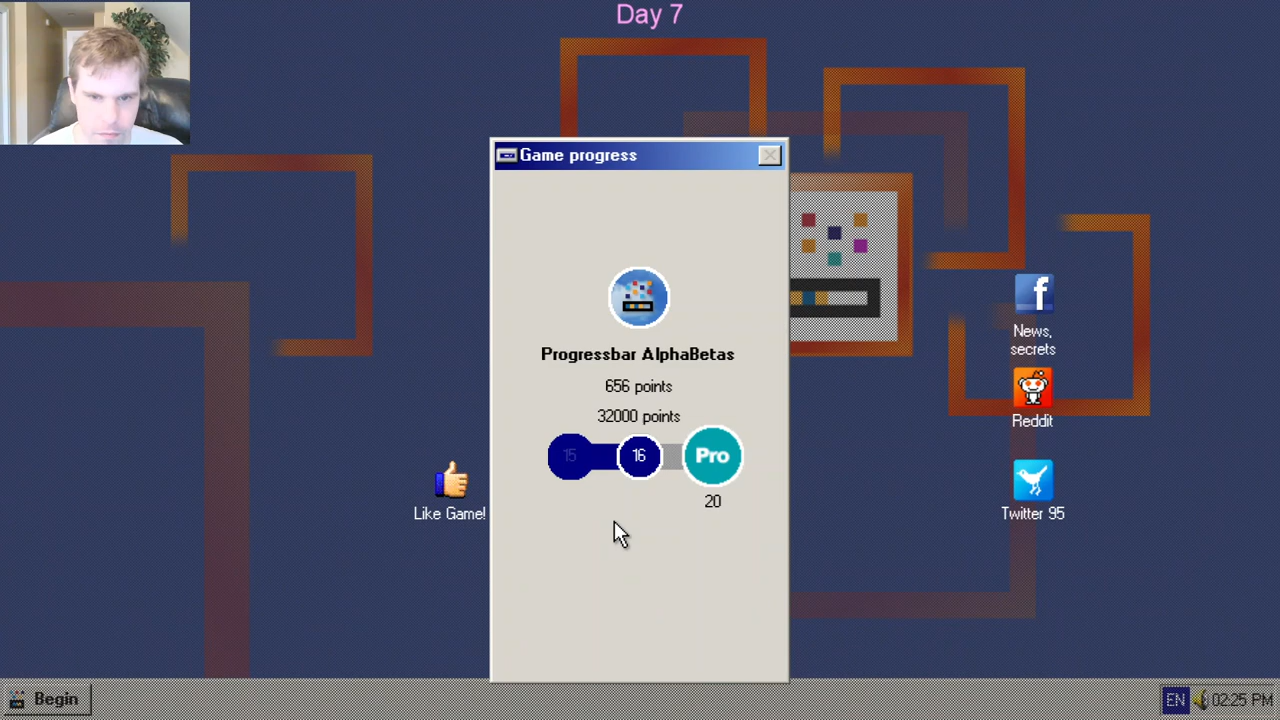 Day 7
Game progress
Progressbar AlphaBetas
656 points
32000 points
15
16
Pro
20
Like Game!
News,
secrets
Reddit
Twitter 95
Begin
EN
02:25 PM